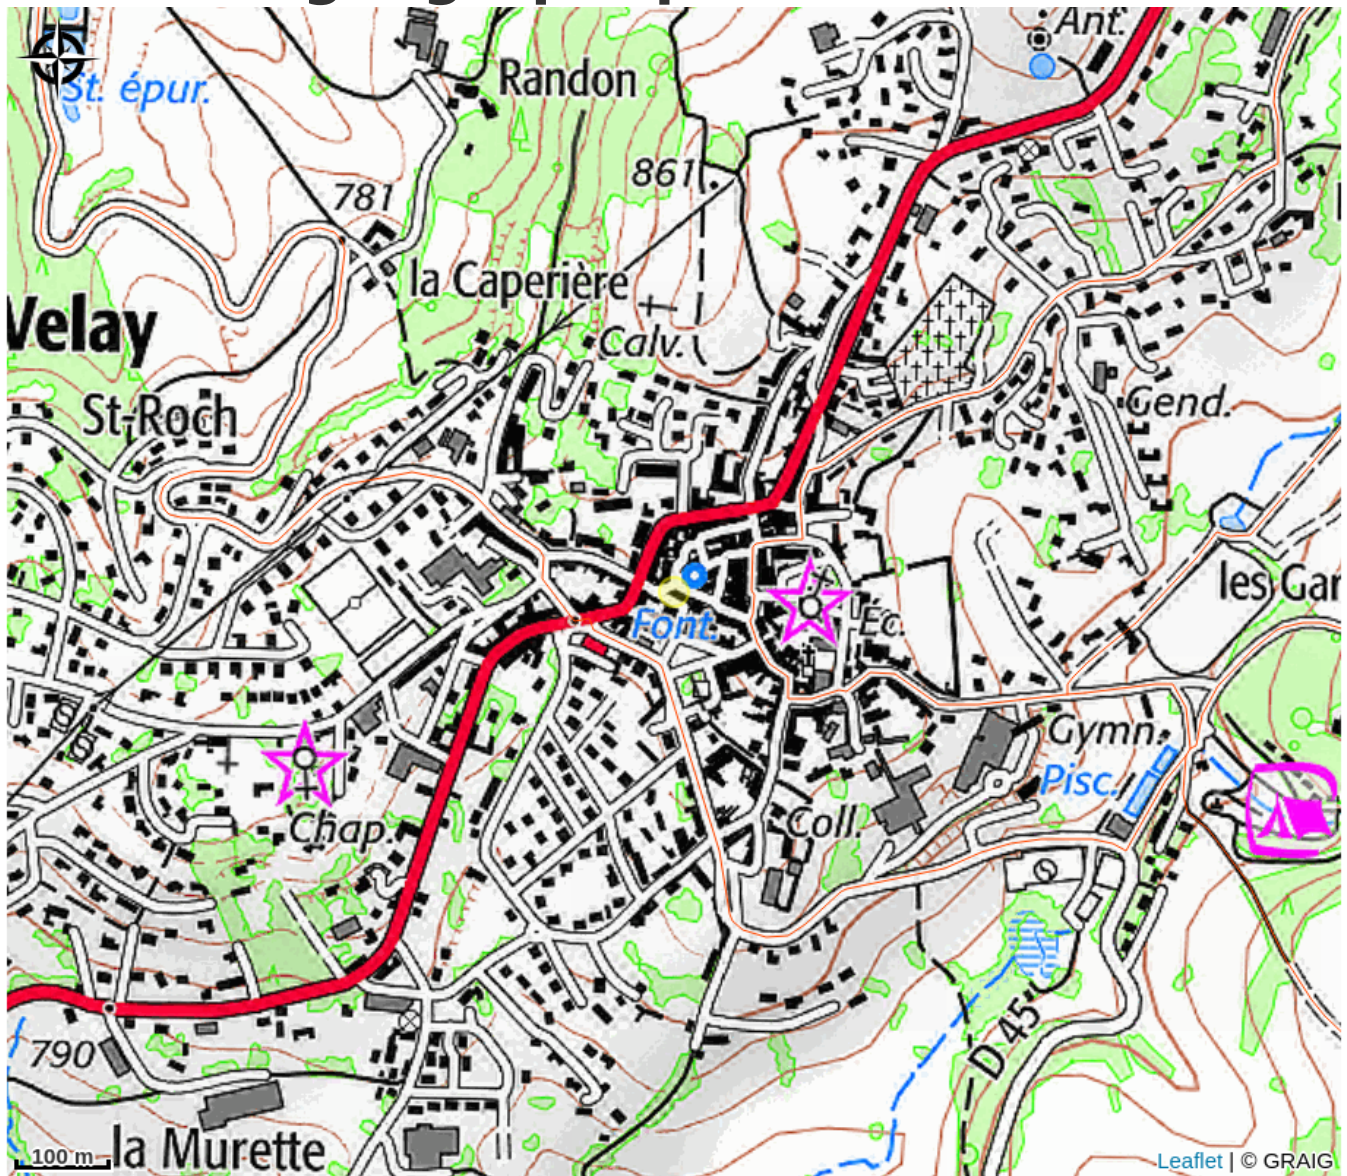 Ant.
St. épur.
Randon
861
781
la Caperière
Velay
Calv.
St-Roch
Gend.
les Gar
Font.
Éc.
Gymn.
Pisc.
Chap.
Coll.
D 45
790
la Murette
100 m
Leaflet | © GRAIG